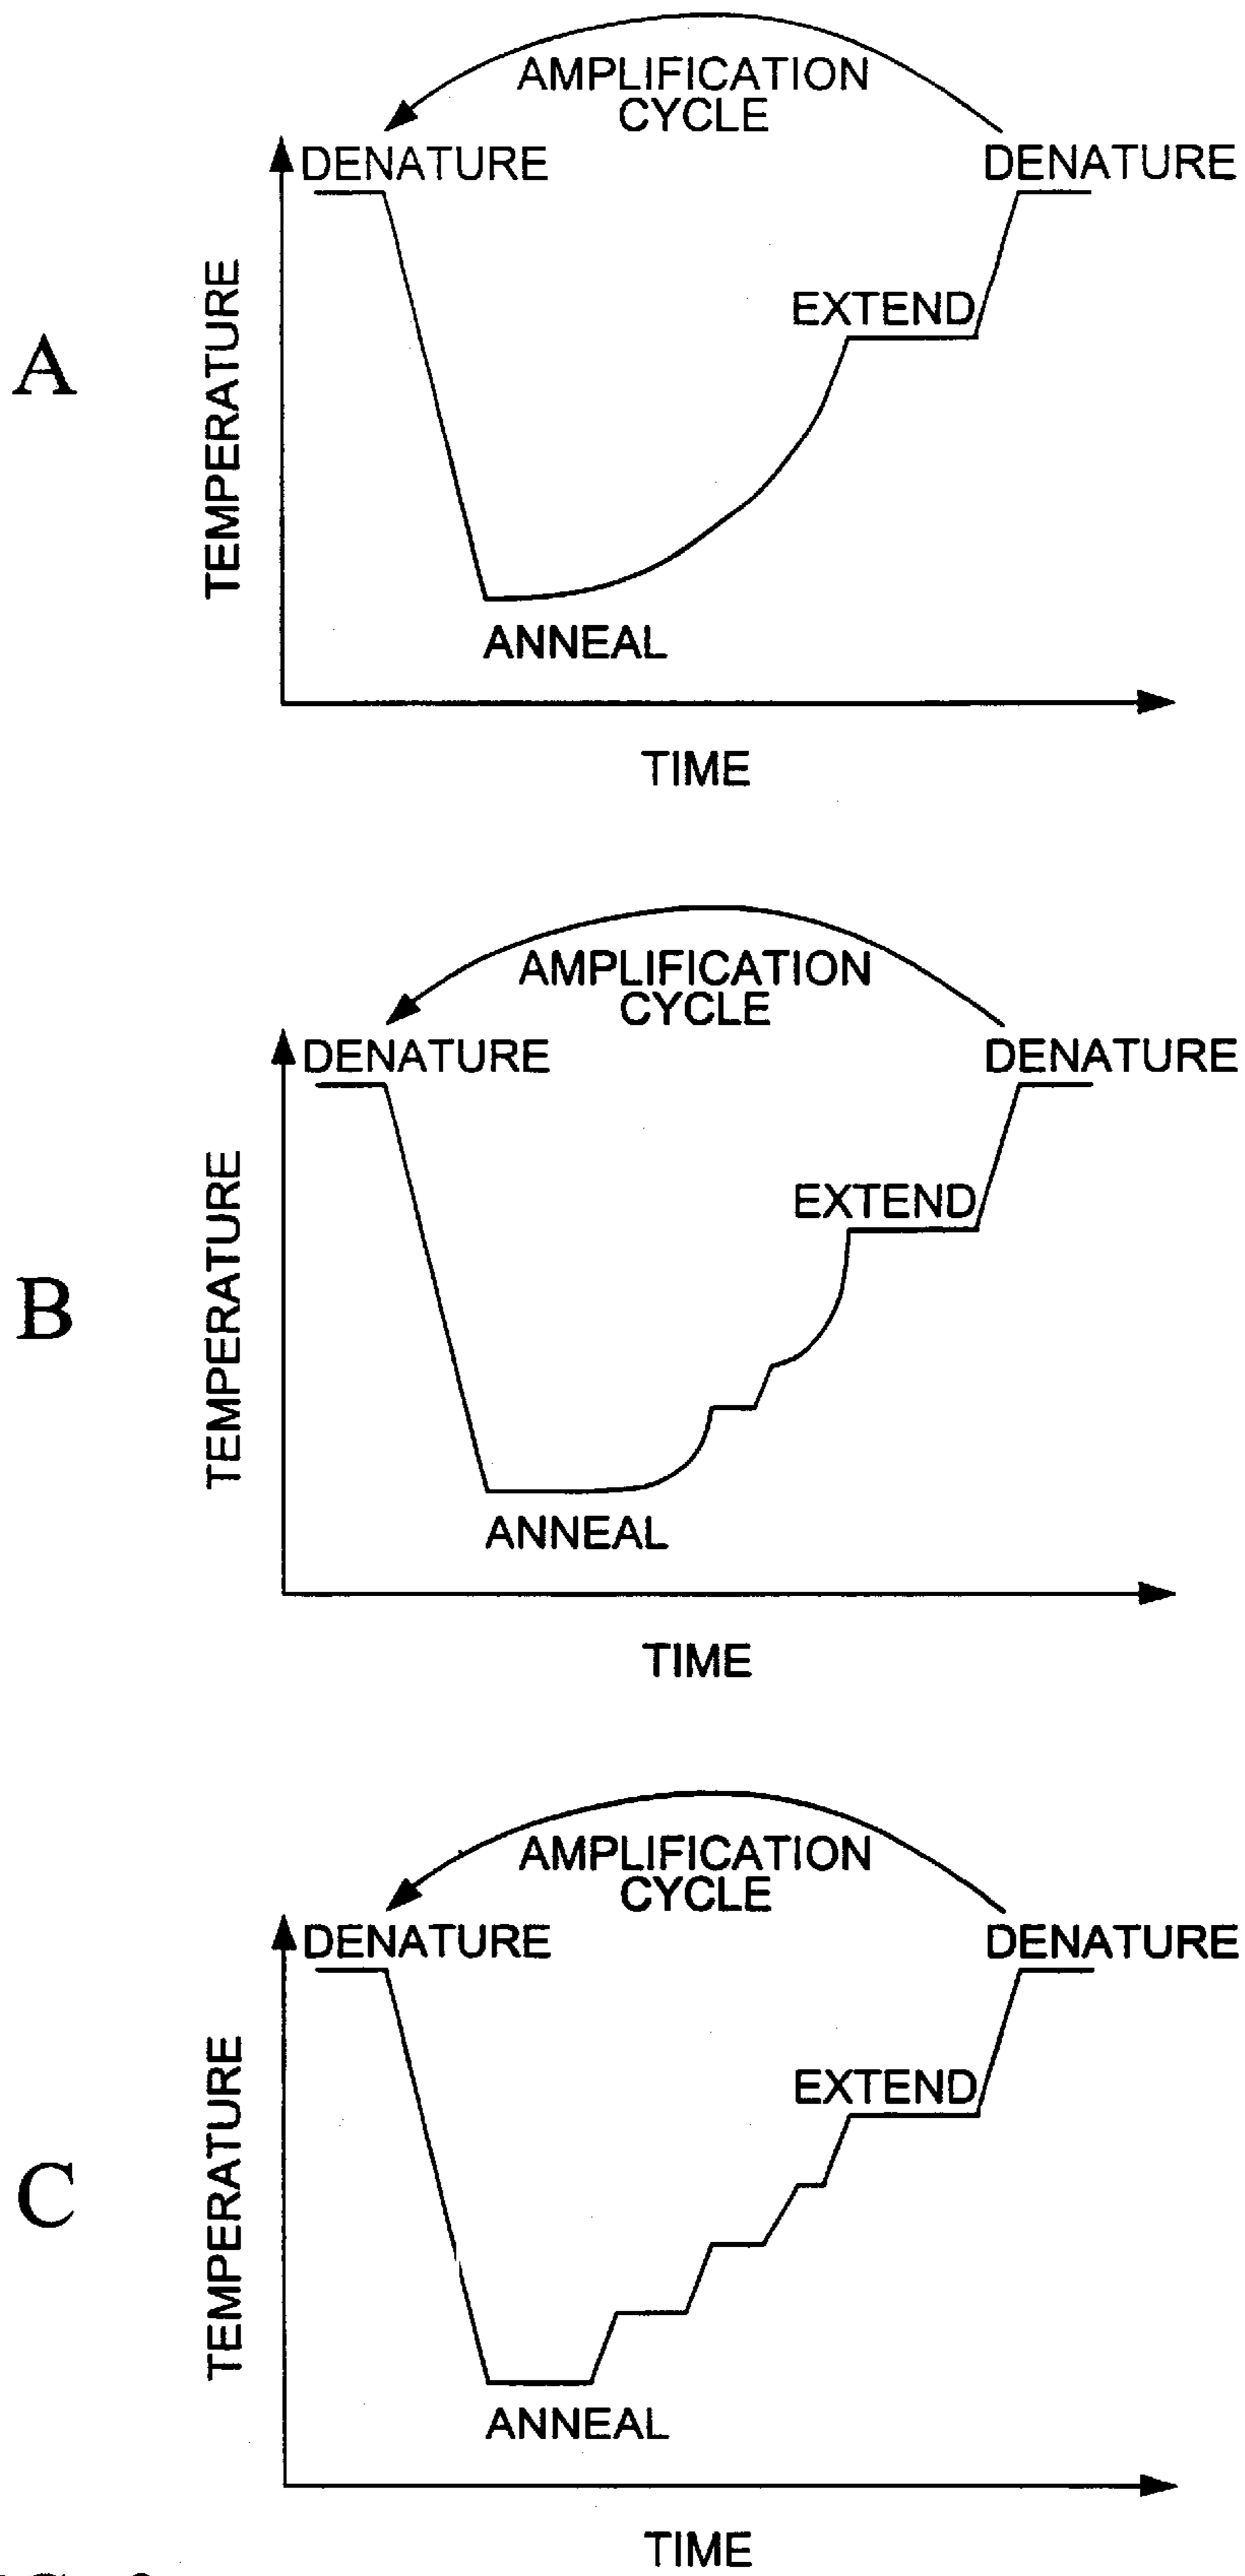 AMPLIFICATION
CYCLE
DENATURE
DENATURE
EXTEND
TEMPERATURE
A
ANNEAL
TIME
AMPLIFICATION
CYCLE
DENATURE
DENATURE
EXTEND
TEMPERATURE
B
ANNEAL
TIME
AMPLIFICATION
CYCLE
DENATURE
DENATURE
EXTEND
TEMPERATURE
C
ANNEAL
TIME